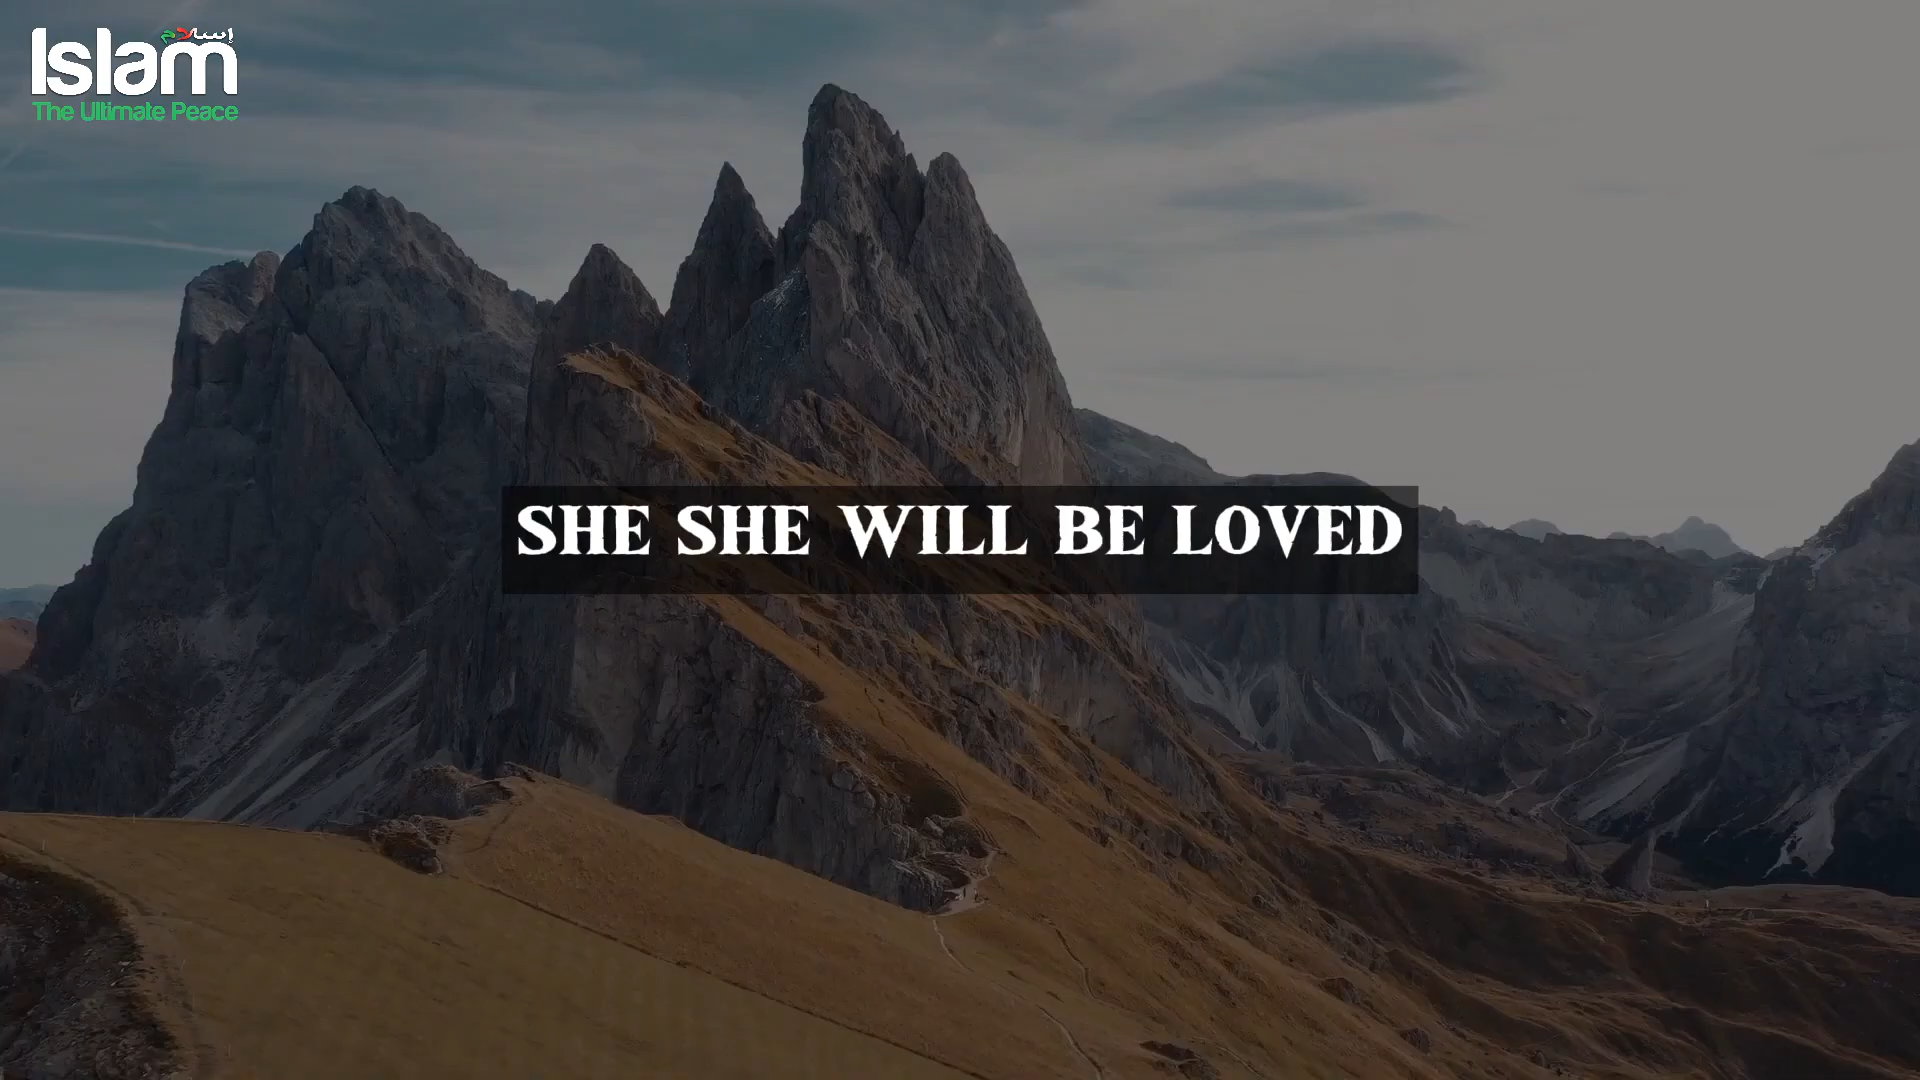 إسلام
Islam
The Ultimate Peace
SHE SHE WILL BE LOVED